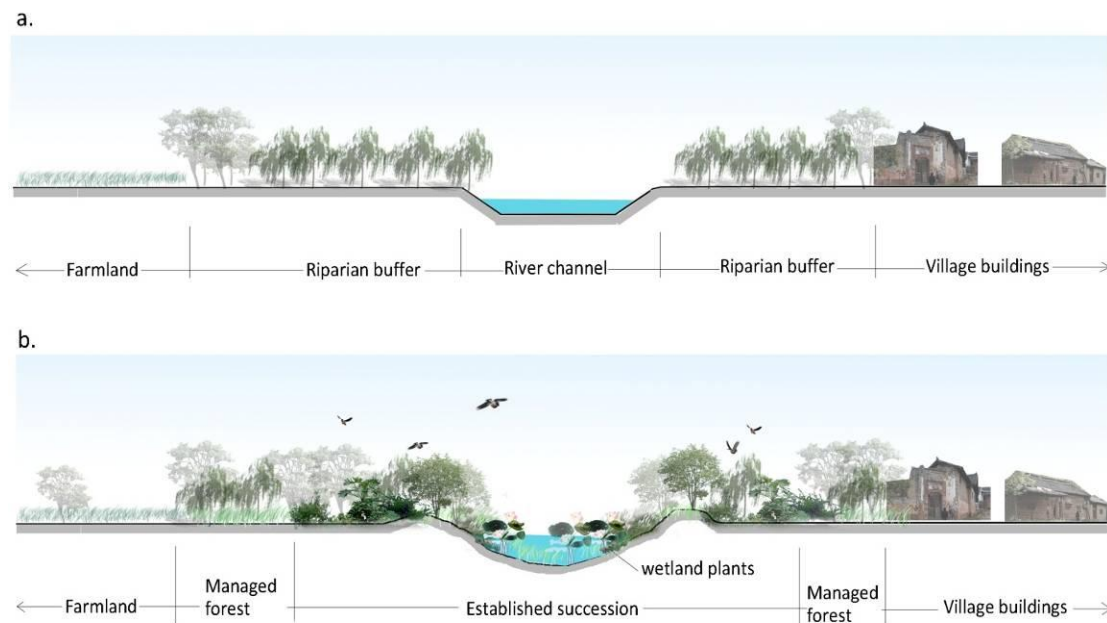 a.
Farmland
Riparian buffer
River channel
Riparian buffer
Village buildings
b.
wetland plants
Farmland
Managed
forest
Established succession
Managed
forest
Village buildings